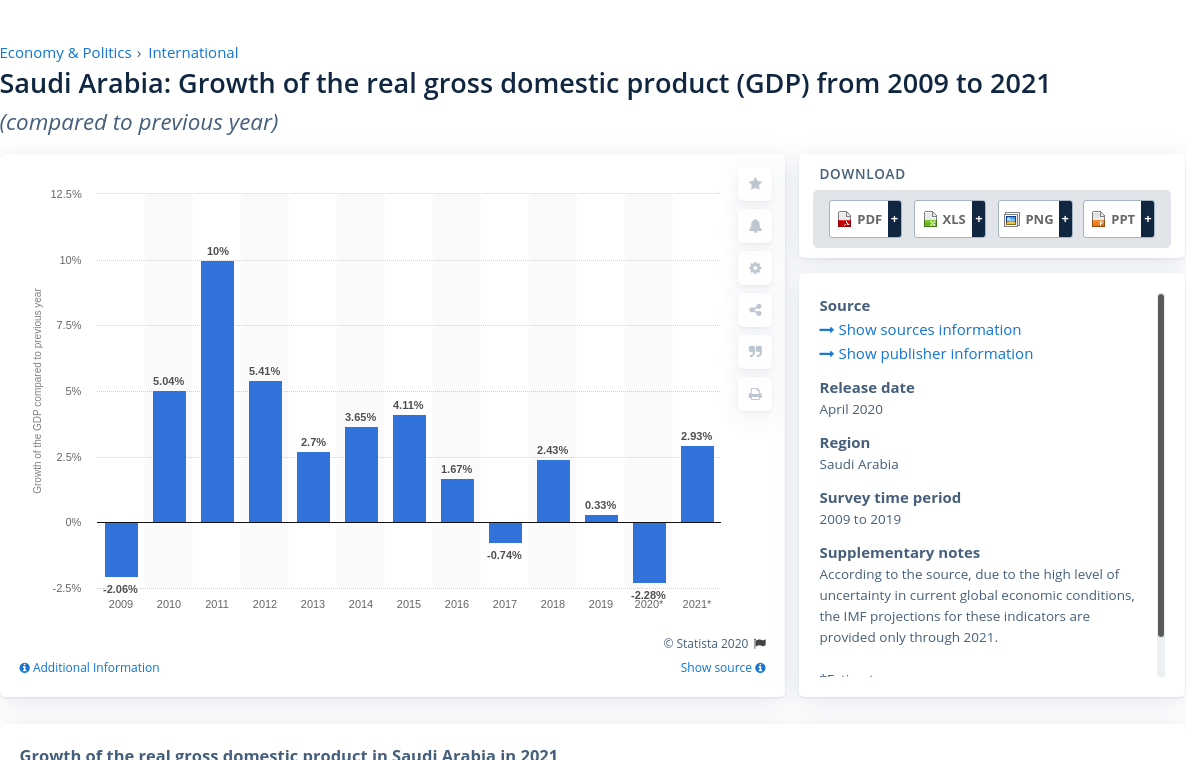 Economy & Politics › International
Saudi Arabia: Growth of the real gross domestic product (GDP) from 2009 to 2021
(compared to previous year)
Growth of the GDP compared to previous year
12.5%
10%
7.5%
5%
2.5%
0%
-2.5%
-2.06%
5.04%
10%
5.41%
2.7%
3.65%
4.11%
1.67%
-0.74%
2.43%
0.33%
-2.28%
2.93%
2009 2010 2011 2012 2013 2014 2015 2016 2017 2018 2019 2020* 2021*
© Statista 2020
Additional Information
Show source
DOWNLOAD
PDF + XLS + PNG + PPT +
Source
Show sources information
Show publisher information
Release date
April 2020
Region
Saudi Arabia
Survey time period
2009 to 2019
Supplementary notes
According to the source, due to the high level of
uncertainty in current global economic conditions,
the IMF projections for these indicators are
provided only through 2021.
Growth of the real gross domestic product in Saudi Arabia in 2021